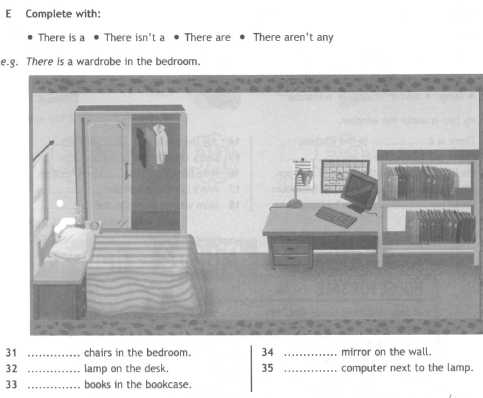 E Complete with:
• There is a • There isn't a • There are • There aren't any
e.g. There is a wardrobe in the bedroom.
31 .............. chairs in the bedroom.
32 .............. lamp on the desk.
33 .............. books in the bookcase.
34 .............. mirror on the wall.
35 .............. computer next to the lamp.